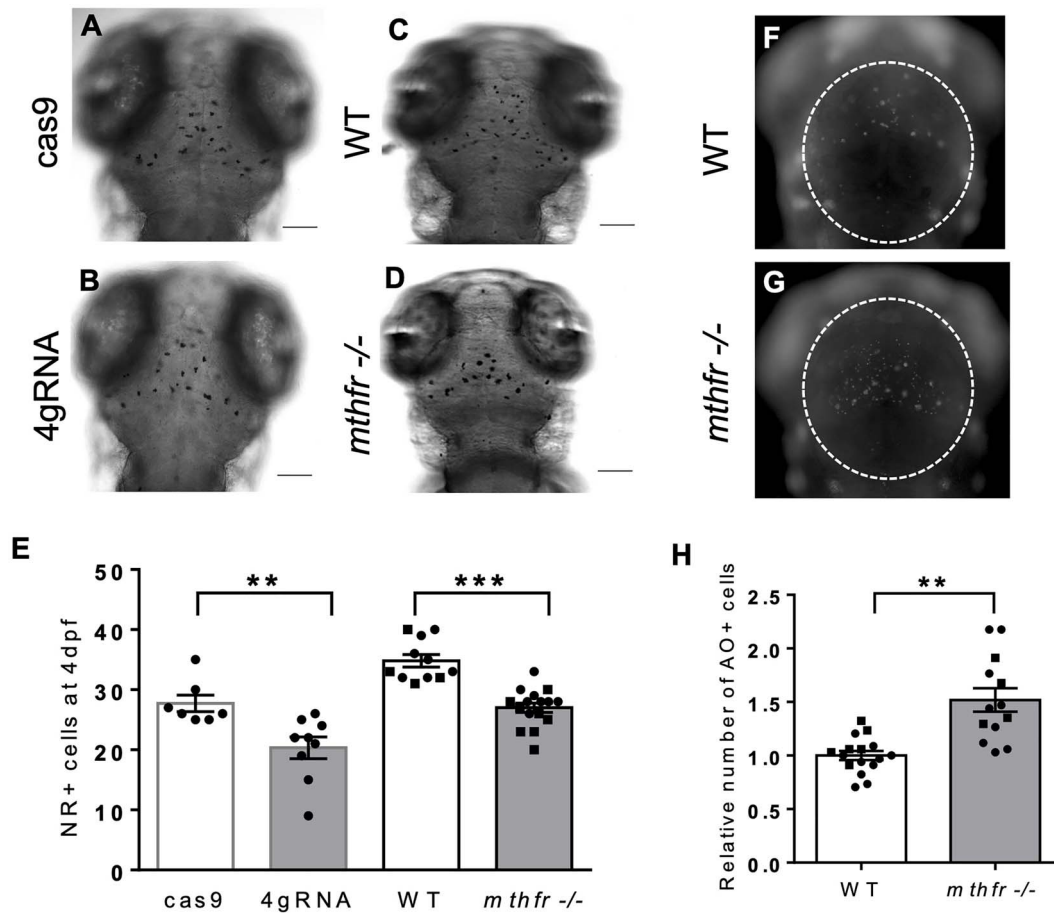 A
C
F
cas9
WT
WT
B
D
G
4gRNA
mthfr -/-
mthfr -/-
E
H
**
***
NR+ cells at 4dpf
50
40
30
20
10
0
cas9 4gRNA WT mthfr -/-
**
Relative number of AO+ cells
2.5
2.0
1.5
1.0
0.5
0.0
WT mthfr -/-